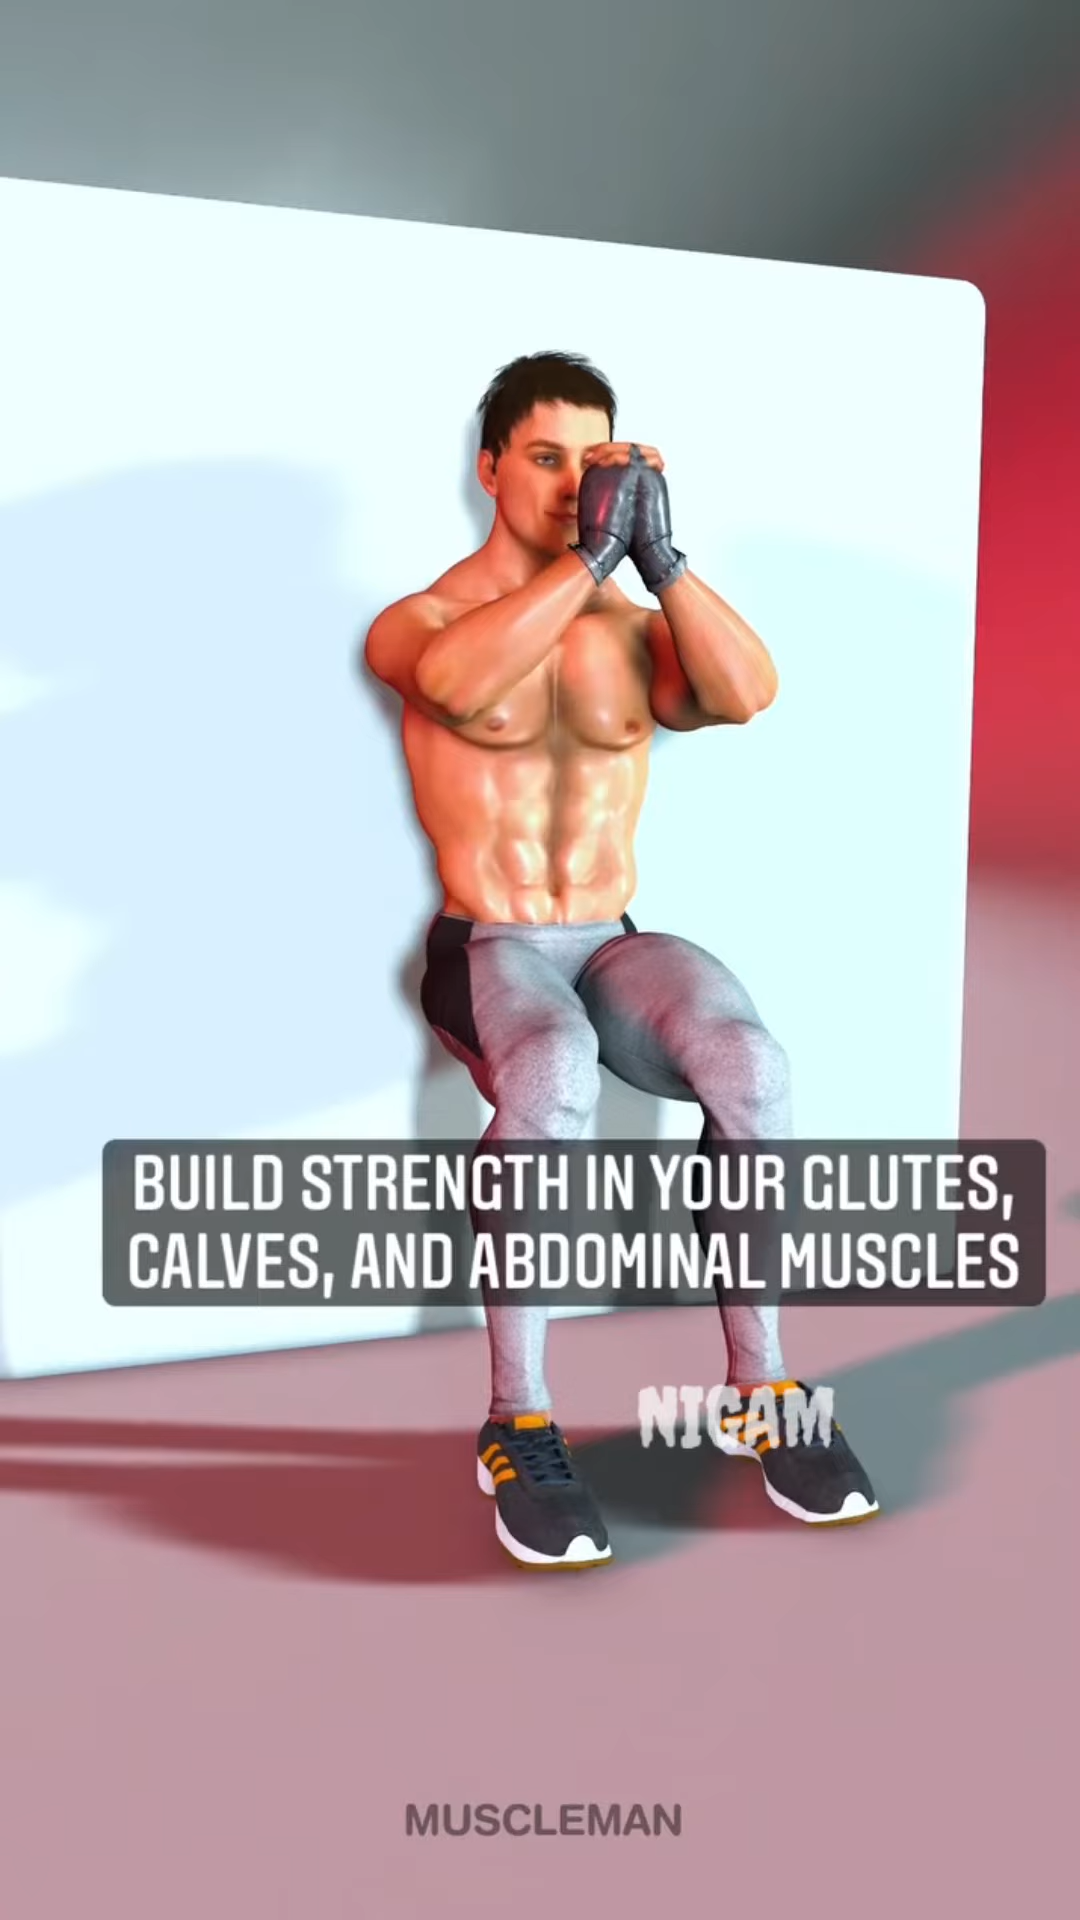 BUILD STRENGTH IN YOUR GLUTES,
CALVES, AND ABDOMINAL MUSCLES
NIGAM
MUSCLEMAN